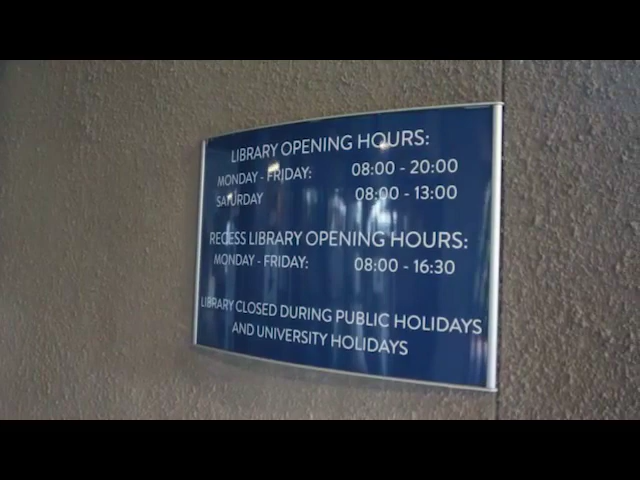 LIBRARY OPENING HOURS:
MONDAY - FRIDAY: 08:00 - 20:00
SATURDAY 08:00 - 13:00
RECESS LIBRARY OPENING HOURS:
MONDAY - FRIDAY: 08:00 - 16:30
LIBRARY CLOSED DURING PUBLIC HOLIDAYS
AND UNIVERSITY HOLIDAYS